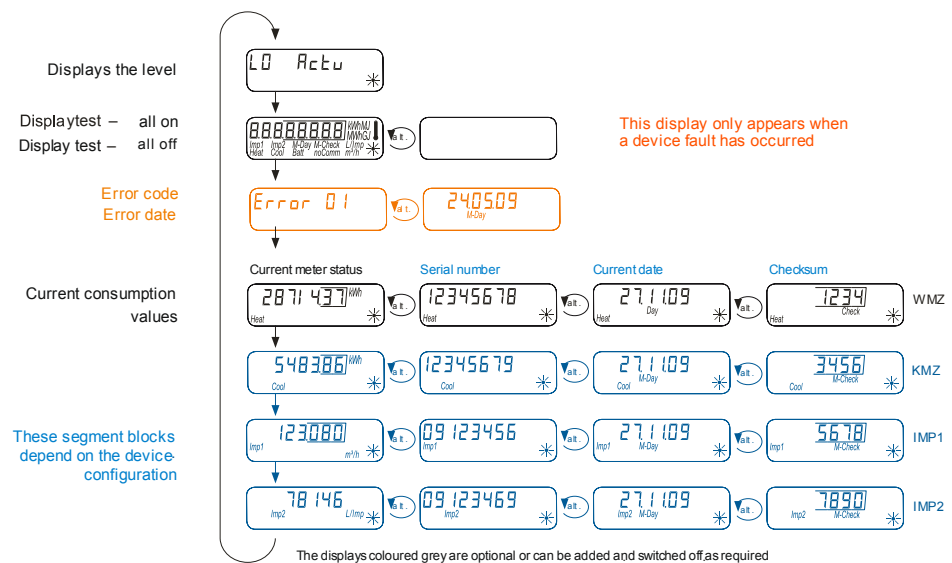 Displays the level
L0 Actu
Displaytest – all on
Display test – all off
8.8.8.8.8.8.8.8 kWhMJ
MWhGJ
Imp1 Imp2 M-Day M-Check L/Imp
Heat Cool Batt noComm m³/h
alt.
This display only appears when
a device fault has occurred
Error code
Error date
Error 01
alt.
24.05.09
M-Day
Current meter status Serial number Current date Checksum
Current consumption
values
28714.37 kWh
Heat
alt.
12345678
Heat
alt.
27.11.09
Heat Day
alt.
1234
Check
WMZ
5483.86 kWh
Cool
alt.
12345679
Cool
alt.
27.11.09
Cool M-Day
alt.
3456
Cool M-Check
KMZ
These segment blocks
depend on the device-
configuration
123.080
Imp1 m³/h
alt.
09123456
Imp1
alt.
27.11.09
Imp1 M-Day
alt.
5678
Imp1 M-Check
IMP1
78146
Imp2 L/Imp
alt.
09123469
Imp2
alt.
27.11.09
Imp2 M-Day
alt.
7890
Imp2 M-Check
IMP2
The displays coloured grey are optional or can be added and switched off,as required